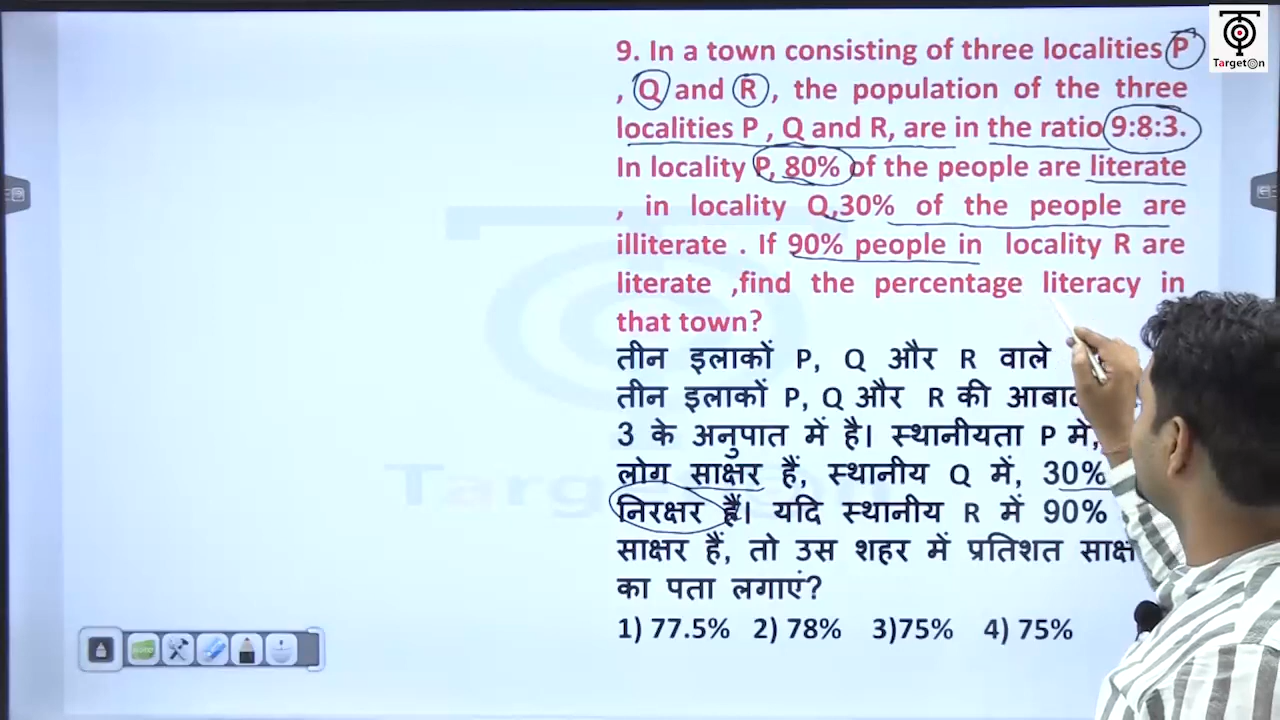 9. In a town consisting of three localities P
, Q and R , the population of the three
localities P , Q and R, are in the ratio 9:8:3.
In locality P, 80% of the people are literate
, in locality Q,30% of the people are
illiterate . If 90% people in locality R are
literate ,find the percentage literacy in
that town?
तीन इलाकों P, Q और R वाले
तीन इलाकों P, Q और R की
3 के अनुपात में है। स्थानीयता P में,
लोग साक्षर हैं, स्थानीय Q में, 30%
निरक्षर हैं। यदि स्थानीय R में 90%
साक्षर हैं, तो उस शहर में प्रतिशत
का पता लगाएं?
1) 77.5% 2) 78% 3)75% 4) 75%
Target
Target